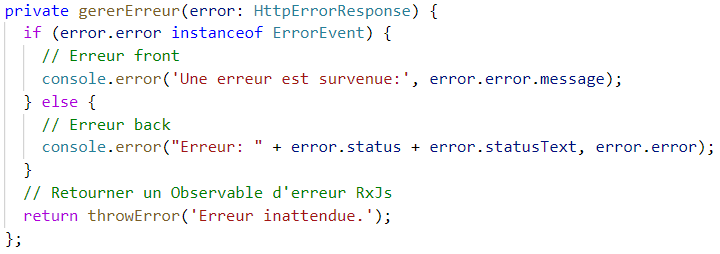 private gererErreur(error: HttpErrorResponse) {
if (error.error instanceof ErrorEvent) {
// Erreur front
console.error('Une erreur est survenue:', error.error.message);
} else {
// Erreur back
console.error("Erreur: " + error.status + error.statusText, error.error);
}
// Retourner un Observable d'erreur RxJs
return throwError('Erreur inattendue.');
};